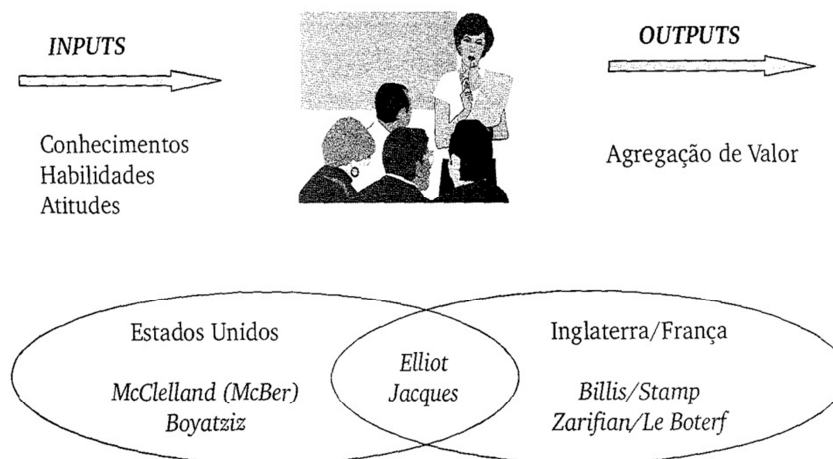 INPUTS
OUTPUTS
Conhecimentos
Habilidades
Atitudes
Agregação de Valor
Estados Unidos
McClelland (McBer)
Boyatziz
Elliot
Jacques
Inglaterra/França
Billis/Stamp
Zarifian/Le Boterf